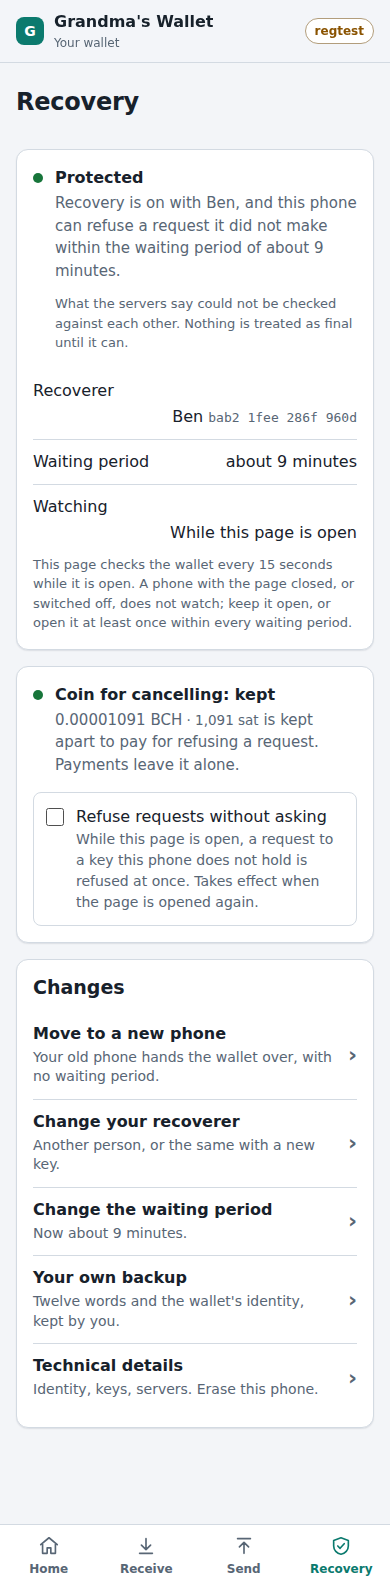 G
Grandma's Wallet
Your wallet
regtest
Recovery
Protected
Recovery is on with Ben, and this phone
can refuse a request it did not make
within the waiting period of about 9
minutes.
What the servers say could not be checked
against each other. Nothing is treated as final
until it can.
Recoverer
Ben bab2 1fee 286f 960d
Waiting period about 9 minutes
Watching
While this page is open
This page checks the wallet every 15 seconds
while it is open. A phone with the page closed, or
switched off, does not watch; keep it open, or
open it at least once within every waiting period.
Coin for cancelling: kept
0.00001091 BCH · 1,091 sat is kept
apart to pay for refusing a request.
Payments leave it alone.
Refuse requests without asking
While this page is open, a request to
a key this phone does not hold is
refused at once. Takes effect when
the page is opened again.
Changes
Move to a new phone
Your old phone hands the wallet over, with
no waiting period.
Change your recoverer
Another person, or the same with a new
key.
Change the waiting period
Now about 9 minutes.
Your own backup
Twelve words and the wallet's identity,
kept by you.
Technical details
Identity, keys, servers. Erase this phone.
Home Receive Send Recovery